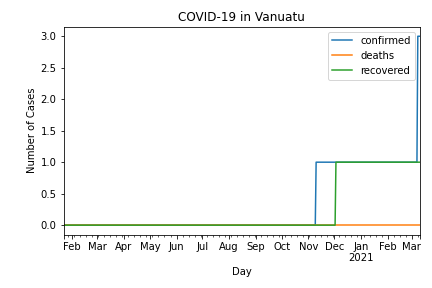 COVID-19 in Vanuatu
confirmed
deaths
recovered
Number of Cases
3.0
2.5
2.0
1.5
1.0
0.5
0.0
Feb Mar Apr May Jun Jul Aug Sep Oct Nov Dec Jan Feb Mar
2021
Day